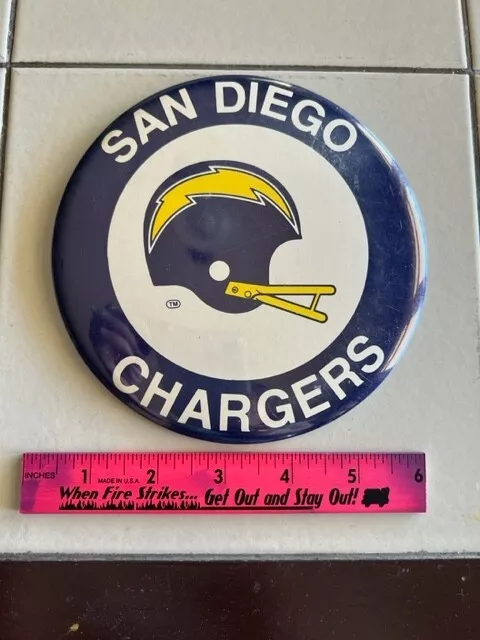 SAN DIEGO
TM
CHARGERS
INCHES 1 MADE IN U.S.A. 2 3 4 5 6
When Fire Strikes... Get Out and Stay Out!